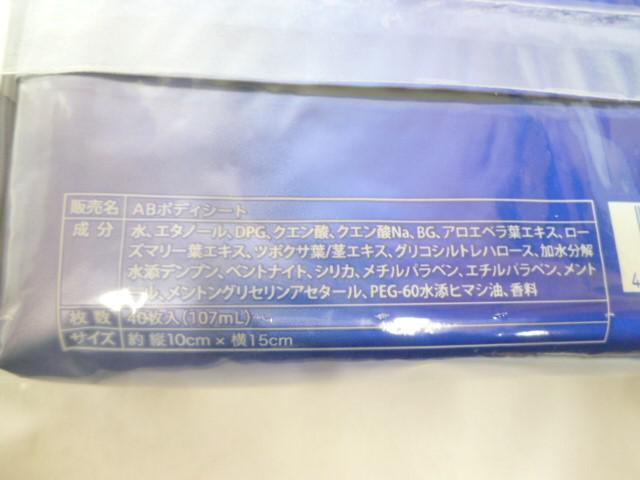 販売名 ABボディシート
成分 水、エタノール、DPG、クエン酸、クエン酸Na、BG、アロエベラ葉エキス、ロー
ズマリー葉エキス、ツボクサ葉/茎エキス、グリコシルトレハロース、加水分解
水添デンプン、ベントナイト、シリカ、メチルパラベン、エチルパラベン、メント
ール、メントングリセリンアセタール、PEG-60水添ヒマシ油、香料
枚数 40枚入(107mL)
サイズ 約 縦10cm×横15cm
4